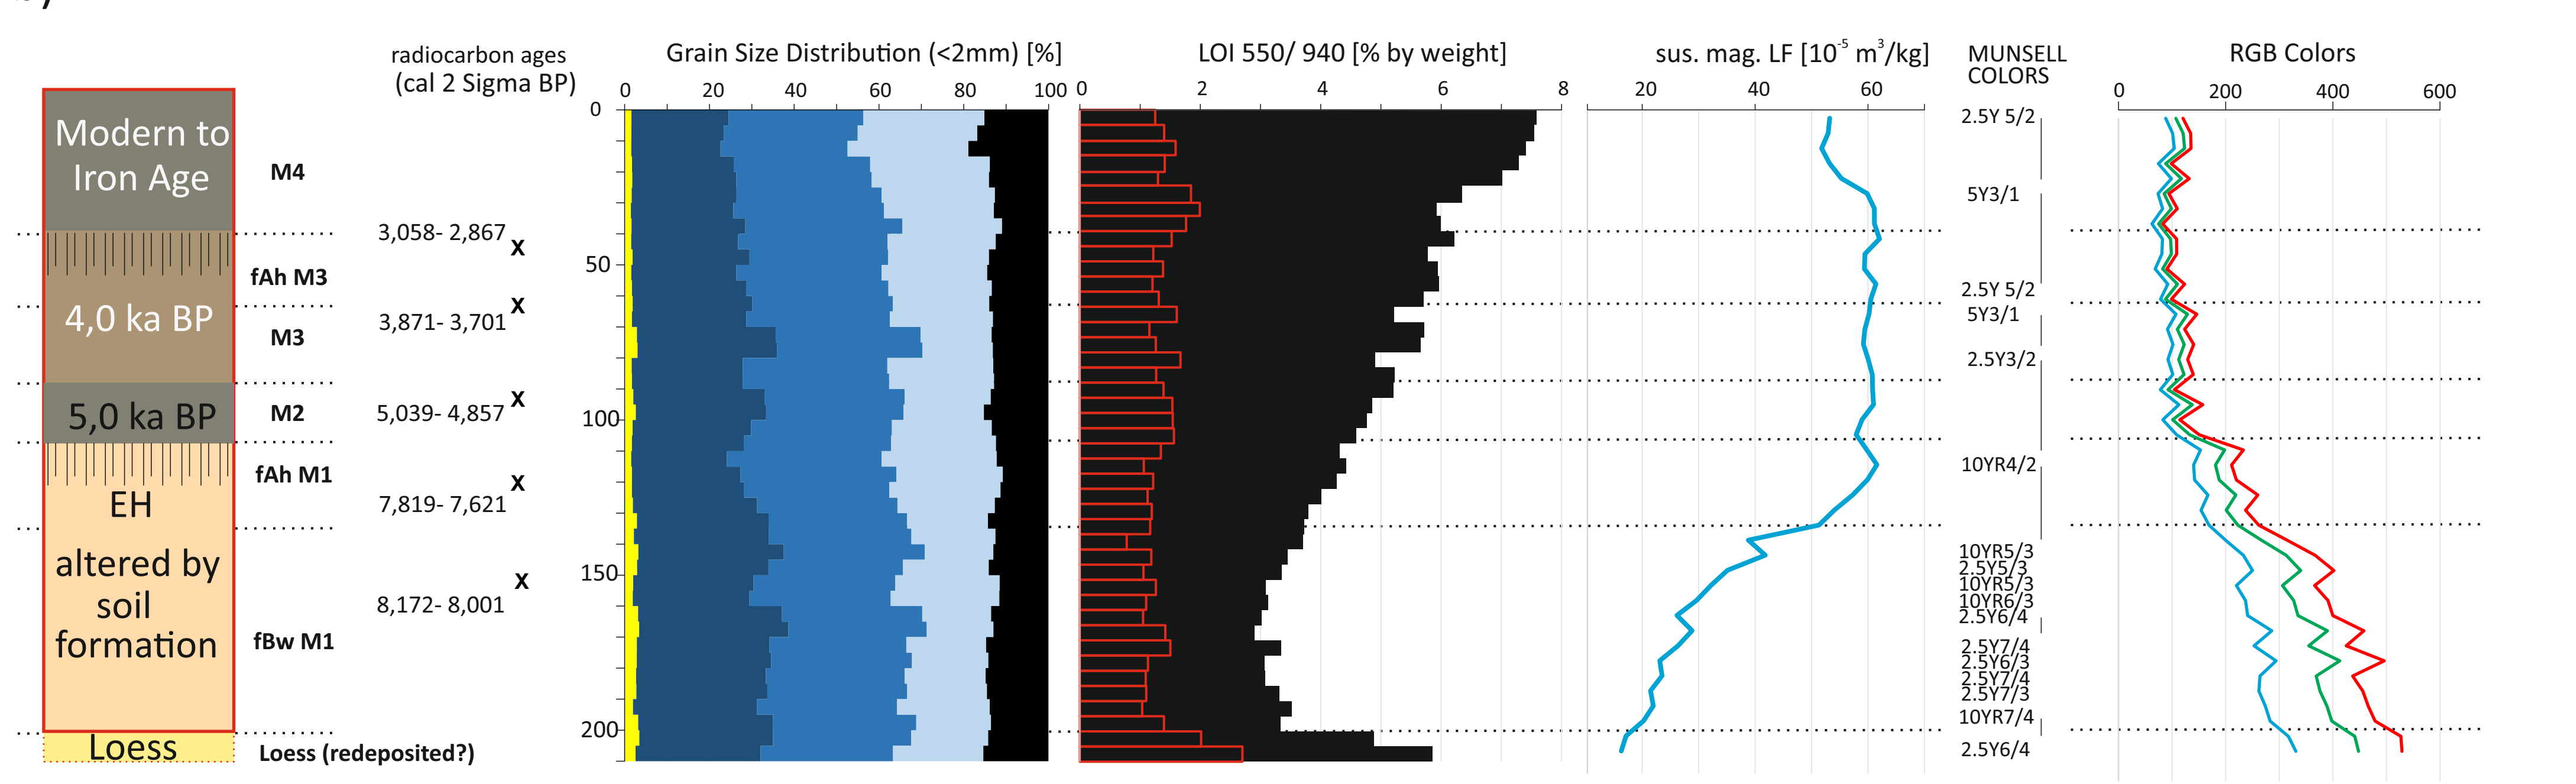 radiocarbon ages
(cal 2 Sigma BP)
Grain Size Distribution (<2mm) [%]
LOI 550/ 940 [% by weight]
sus. mag. LF [10-5 m3/kg]
MUNSELL
COLORS
RGB Colors
0 20 40 60 80 100
0 2 4 6 8
20 40 60
0 200 400 600
0
50
100
150
200
Modern to
Iron Age
4,0 ka BP
5,0 ka BP
EH
altered by
soil
formation
Loess
M4
fAh M3
M3
M2
fAh M1
fBw M1
Loess (redeposited?)
3,058- 2,867
X
X
3,871- 3,701
X
5,039- 4,857
X
7,819- 7,621
X
8,172- 8,001
2.5Y 5/2
5Y3/1
2.5Y 5/2
5Y3/1
2.5Y3/2
10YR4/2
10YR5/3
2.5Y5/3
10YR5/3
10YR6/3
2.5Y6/4
2.5Y7/4
2.5Y6/3
2.5Y7/4
2.5Y7/3
10YR7/4
2.5Y6/4